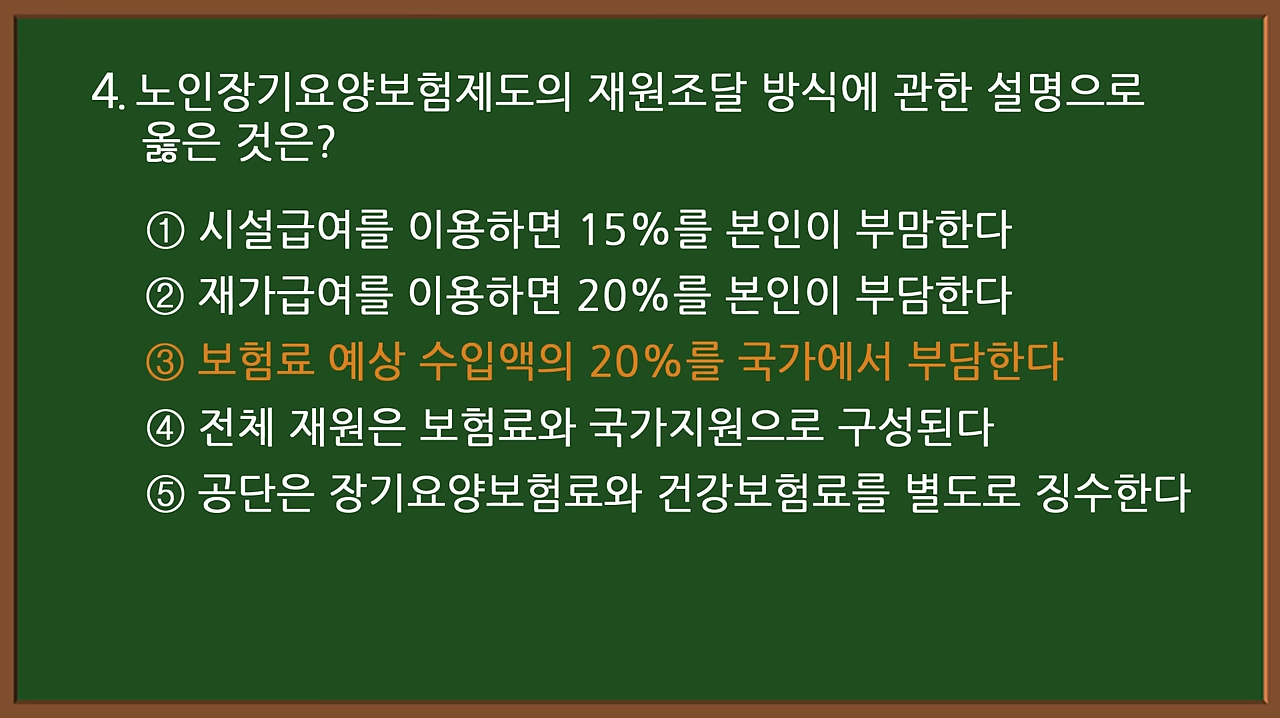 4. 노인장기요양보험제도의 재원조달 방식에 관한 설명으로
옳은 것은?
① 시설급여를 이용하면 15%를 본인이 부맘한다
② 재가급여를 이용하면 20%를 본인이 부담한다
③ 보험료 예상 수입액의 20%를 국가에서 부담한다
④ 전체 재원은 보험료와 국가지원으로 구성된다
⑤ 공단은 장기요양보험료와 건강보험료를 별도로 징수한다